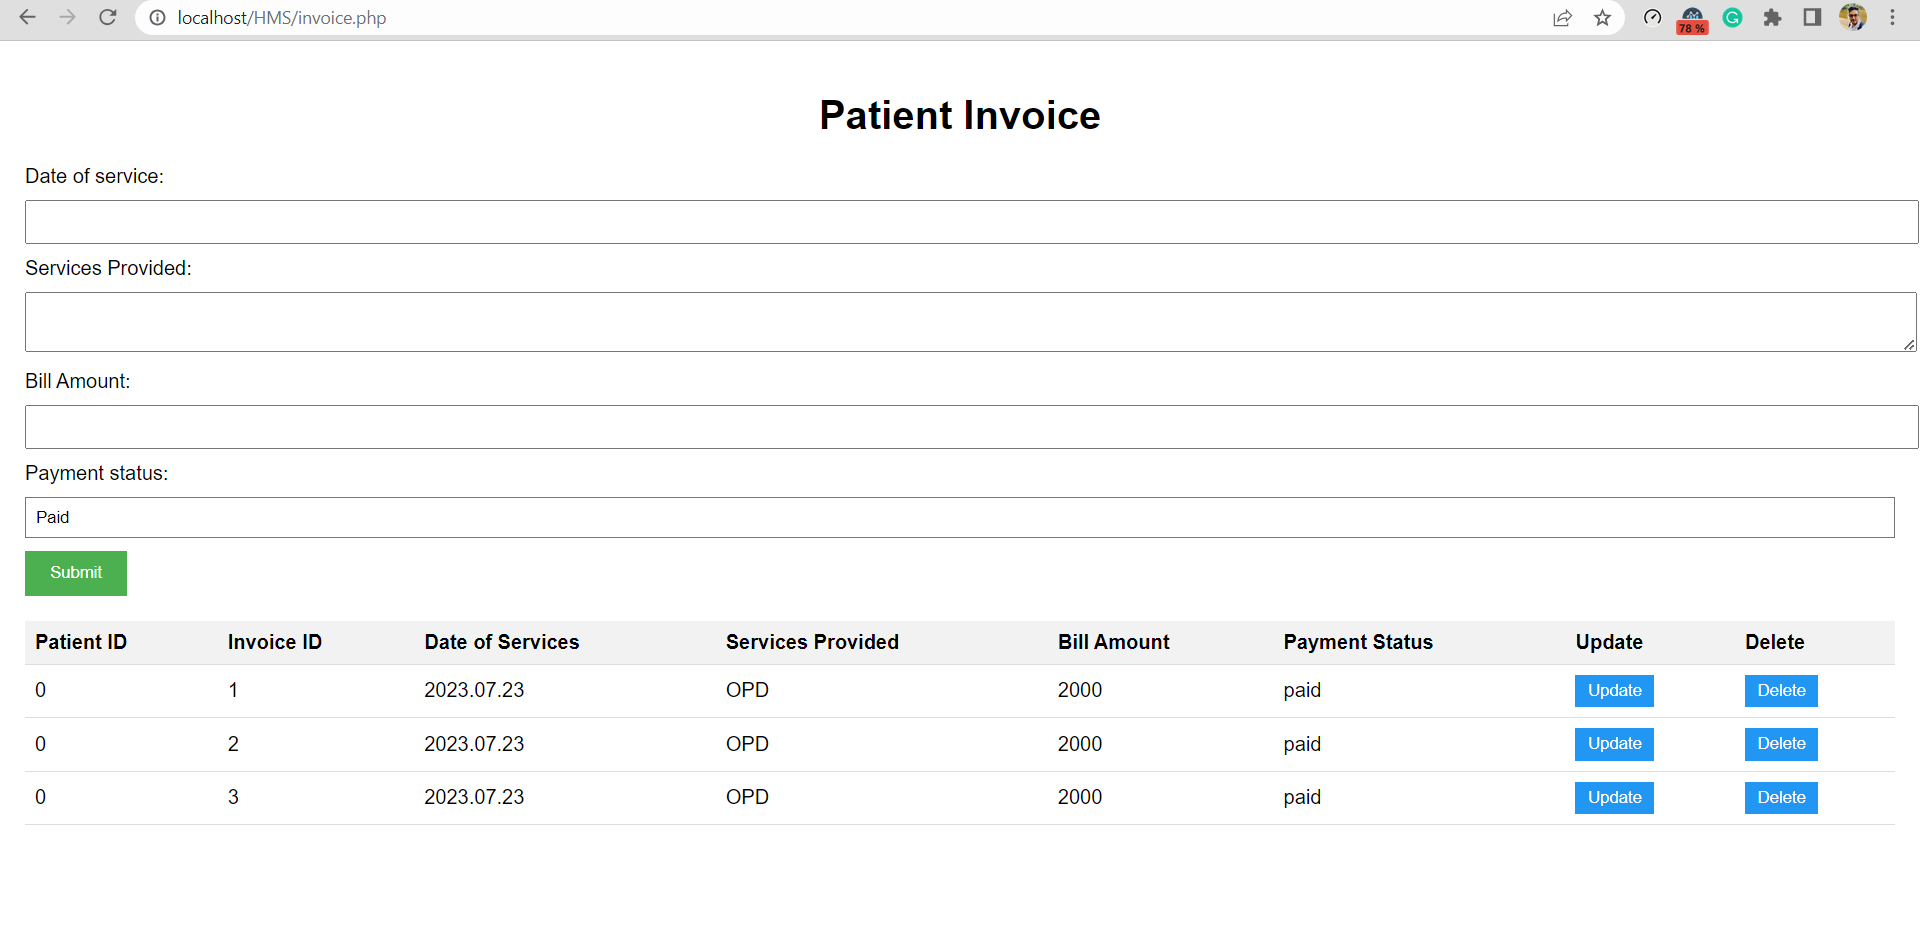 localhost/HMS/invoice.php
78 %
Patient Invoice
Date of service:
Services Provided:
Bill Amount:
Payment status:
Paid
Submit
Patient ID Invoice ID Date of Services Services Provided Bill Amount Payment Status Update Delete
0 1 2023.07.23 OPD 2000 paid Update Delete
0 2 2023.07.23 OPD 2000 paid Update Delete
0 3 2023.07.23 OPD 2000 paid Update Delete